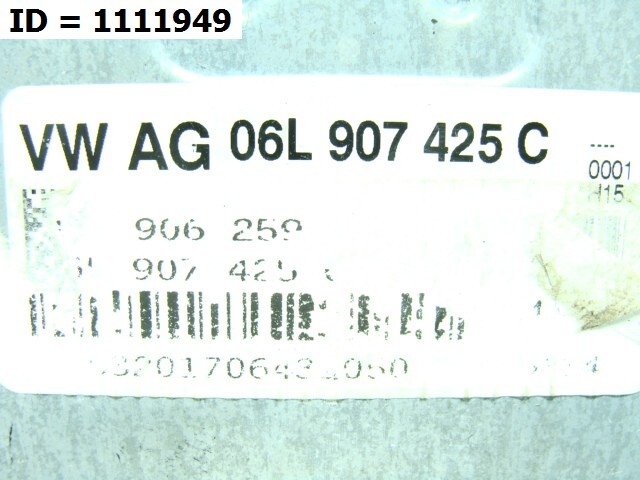 ID = 1111949
VW AG 06L 907 425 C
----
0001
H15
906 259
907 425